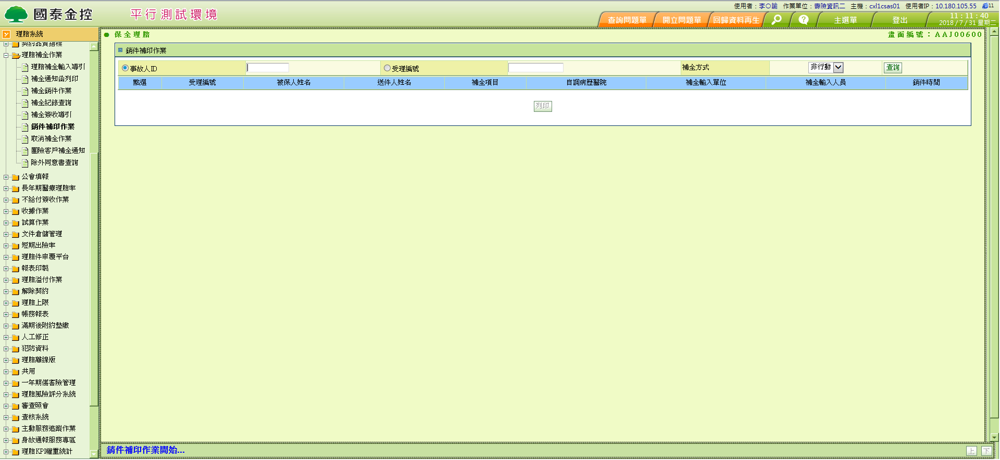 使用者：李○諭 作業單位：壽險資訊二 主機：cxl1csas01 使用者IP：10.180.105.55 11
國泰金控 平行測試環境
查詢問題單 開立問題單 回歸資料再生 主選單 登出 11：11：40
2018 / 7 / 31 星期二
理賠系統
保全理賠 畫面編號：AAJ00600
契約品質指標
理賠補全作業
補全通知函列印
理賠補全輸入導引
補全銷件作業
補全紀錄查詢
補全簽收導引
銷件補印作業
取消補全作業
團險客戶補全通知
除外同意書查詢
公會填報
長年期醫療理賠率
不給付簽收作業
收據作業
試算作業
文件倉儲管理
短期出險率
理賠件申覆平台
報表印製
理賠溢付作業
解除契約
理賠上限
帳務報表
滿期後附約墊繳
人工修正
犯防資料
理賠離線版
共用
一年期傷害險管理
理賠風險評分系統
審查照會
查核系統
主動服務追蹤作業
身故通報服務專區
理賠KPI權重統計
銷件補印作業
事故人ID 受理編號 補全方式 非行動 查詢
點選 受理編號 被保人姓名 送件人姓名 補全項目 自調病歷醫院 補全輸入單位 補全輸入人員 銷件時間
列印
銷件補印作業開始... 上 下